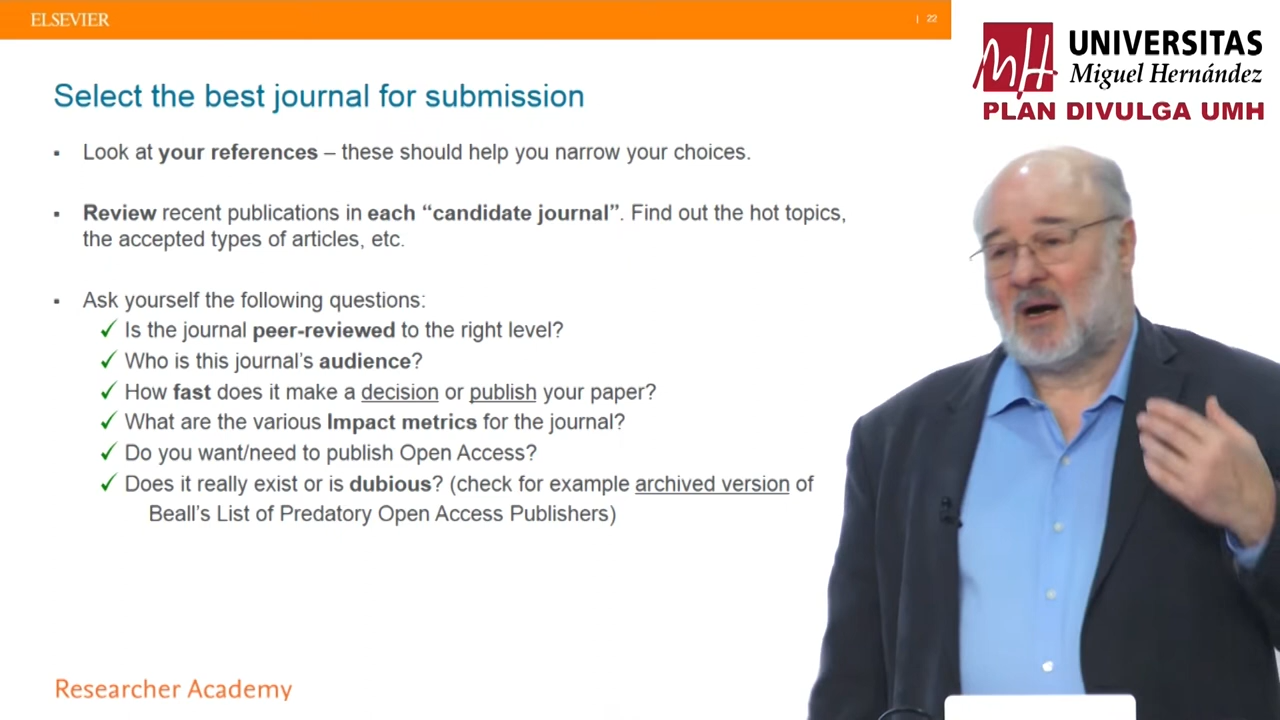 ELSEVIER
| 22
UNIVERSITAS
Miguel Hernández
PLAN DIVULGA UMH
Select the best journal for submission
▪ Look at your references – these should help you narrow your choices.
▪ Review recent publications in each “candidate journal”. Find out the hot topics,
the accepted types of articles, etc.
▪ Ask yourself the following questions:
✓ Is the journal peer-reviewed to the right level?
✓ Who is this journal’s audience?
✓ How fast does it make a decision or publish your paper?
✓ What are the various Impact metrics for the journal?
✓ Do you want/need to publish Open Access?
✓ Does it really exist or is dubious? (check for example archived version of
Beall’s List of Predatory Open Access Publishers)
Researcher Academy